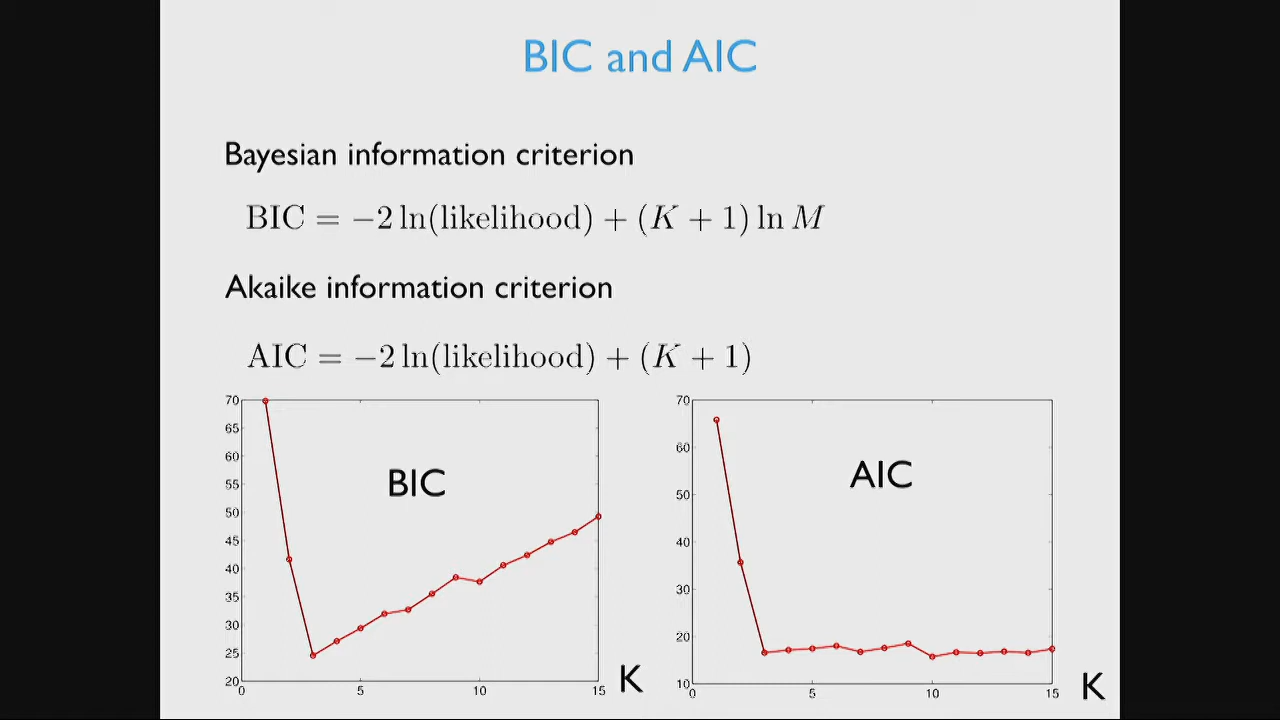 BIC and AIC
Bayesian information criterion
BIC = −2 ln(likelihood) + (K + 1) ln M
Akaike information criterion
AIC = −2 ln(likelihood) + (K + 1)
70
65
60
55
50
45
40
35
30
25
20
0 5 10 15
BIC
K
70
60
50
40
30
20
10
0 5 10 15
AIC
K